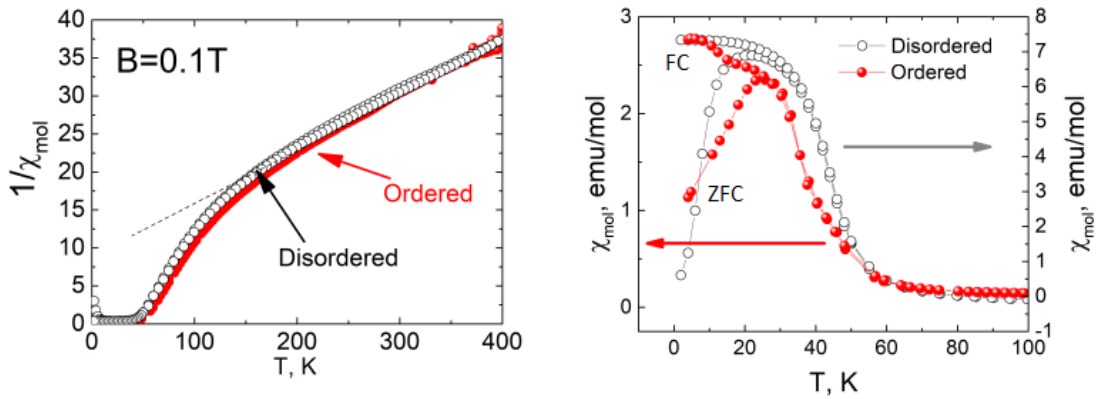 40
35
30
25
20
15
10
5
0
1/χmol
B=0.1T
Ordered
Disordered
0 100 200 300 400
T, K
3
2
1
0
χmol, emu/mol
FC
ZFC
Disordered
Ordered
8
7
6
5
4
3
2
1
0
-1
χmol, emu/mol
0 20 40 60 80 100
T, K